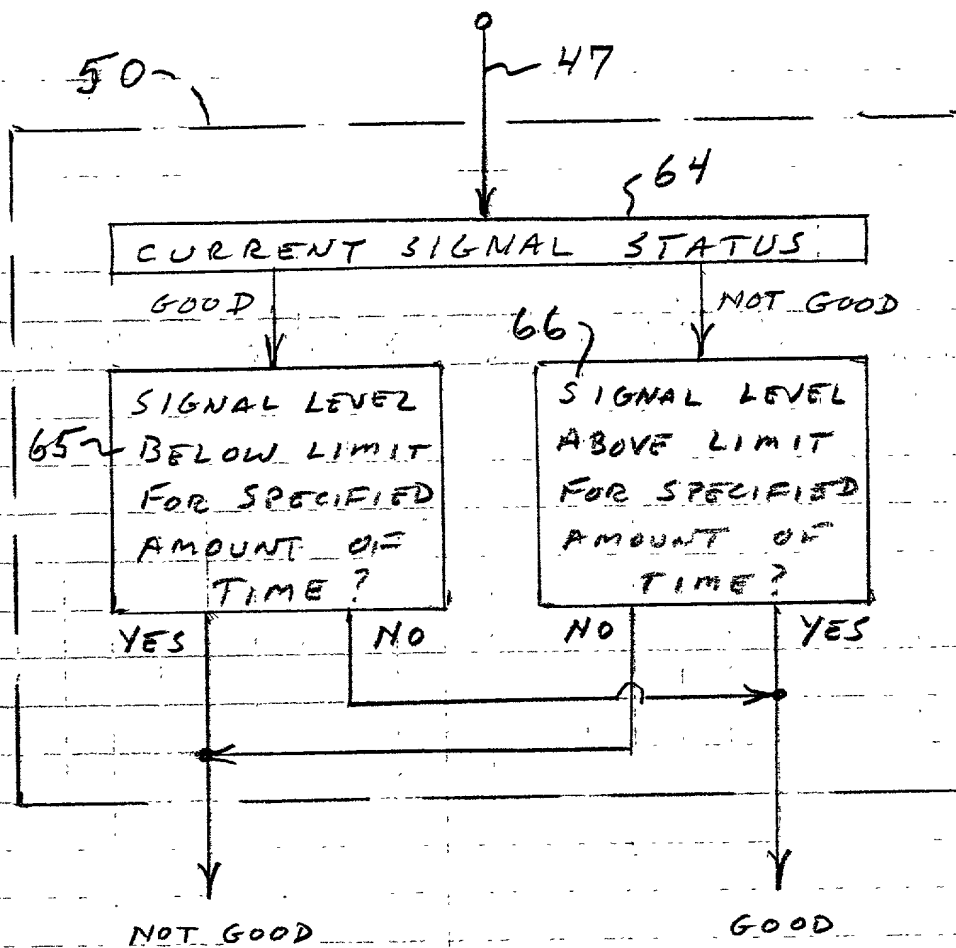 50
47
64
CURRENT SIGNAL STATUS
GOOD
NOT GOOD
66
SIGNAL LEVEL
65 BELOW LIMIT
FOR SPECIFIED
AMOUNT OF
TIME?
SIGNAL LEVEL
ABOVE LIMIT
FOR SPECIFIED
AMOUNT OF
TIME?
YES
NO
NO
YES
NOT GOOD
GOOD